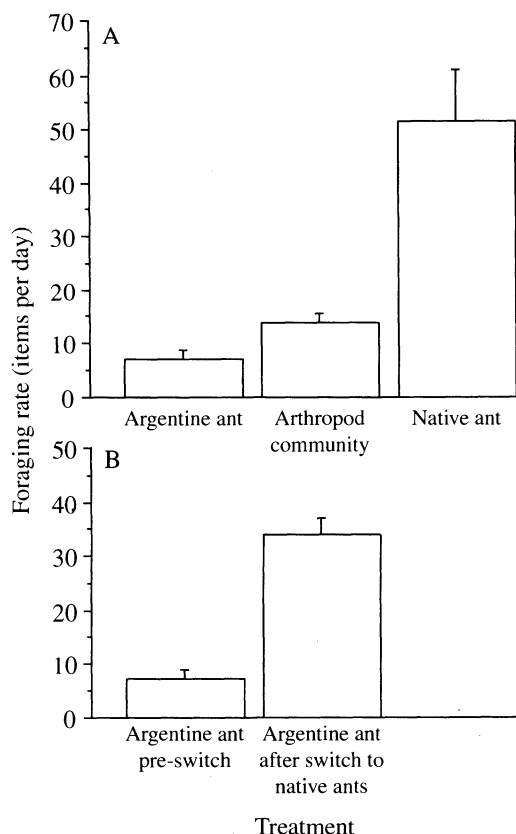 A
70
60
50
40
30
20
10
0
Argentine ant
Arthropod
community
Native ant
Foraging rate (items per day)
B
50
40
30
20
10
0
Argentine ant
pre-switch
Argentine ant
after switch to
native ants
Treatment